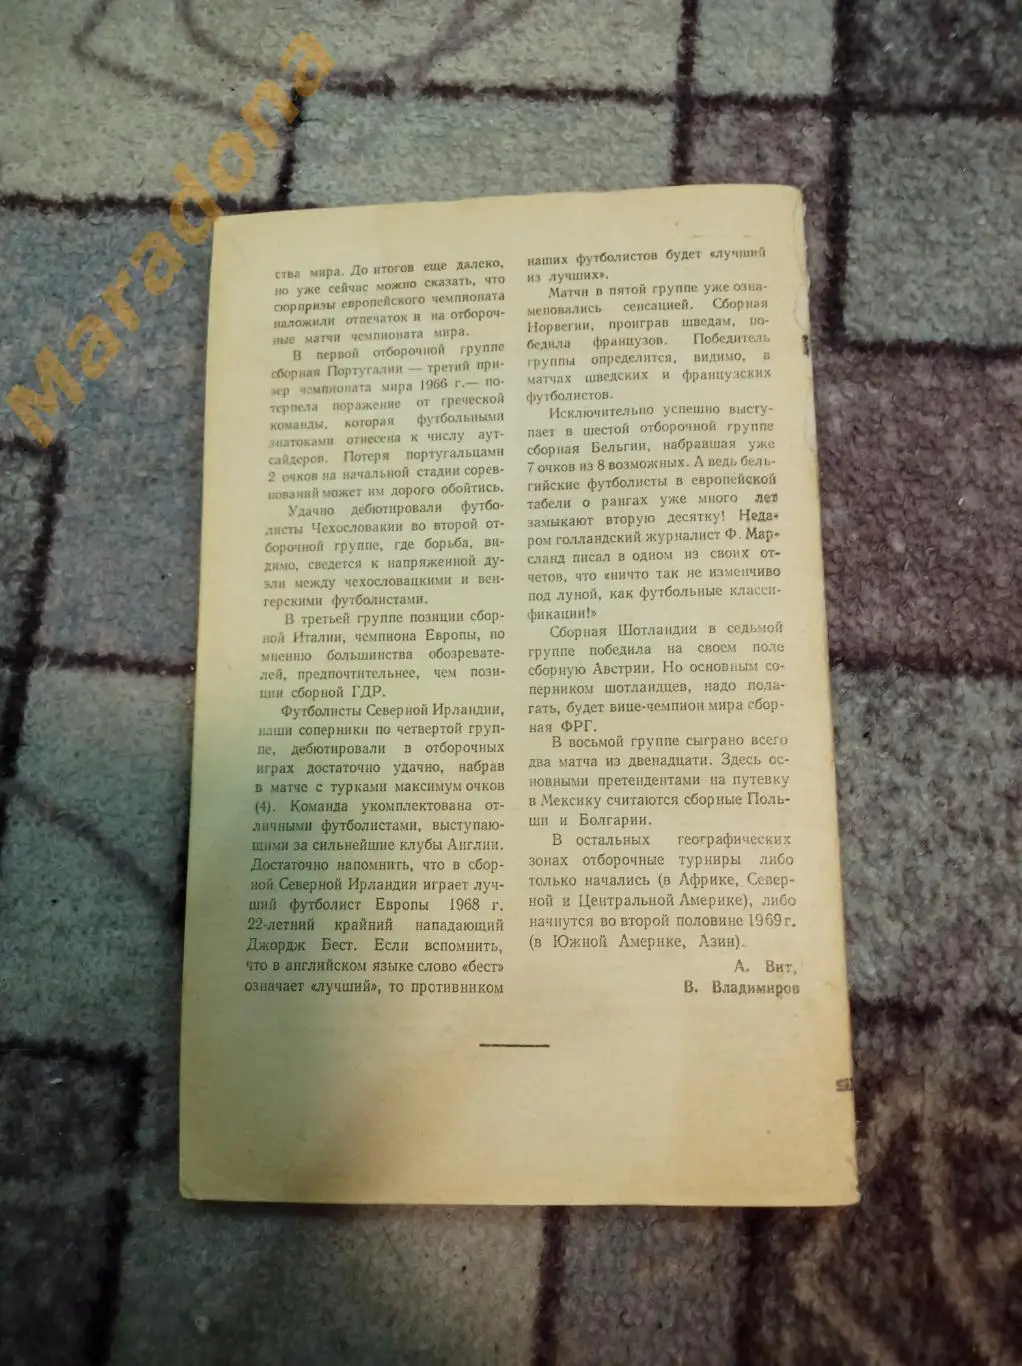 Maradona
ства мира. До итогов еще далеко,
но уже сейчас можно сказать, что
сюрпризы европейского чемпионата
наложили отпечаток и на отбороч-
ные матчи чемпионата мира.
В первой отборочной группе
сборная Португалии — третий при-
зер чемпионата мира 1966 г.— по-
терпела поражение от греческой
команды, которая футбольными
знатоками отнесена к числу аут-
сайдеров. Потеря португальцами
2 очков на начальной стадии сорев-
нований может им дорого обойтись.
Удачно дебютировали футбо-
листы Чехословакии во второй от-
борочной группе, где борьба, ви-
димо, сведется к напряженной ду-
эли между чехословацкими и вен-
герскими футболистами.
В третьей группе позиции сбор-
ной Италии, чемпиона Европы, по
мнению большинства обозревате-
лей, предпочтительнее, чем пози-
ции сборной ГДР.
Футболисты Северной Ирландии,
наши соперники по четвертой груп-
пе, дебютировали в отборочных
играх достаточно удачно, набрав
в матче с турками максимум очков
(4). Команда укомплектована от-
личными футболистами, выступаю-
щими за сильнейшие клубы Англии.
Достаточно напомнить, что в сбор-
ной Северной Ирландии играет луч-
ший футболист Европы 1968 г.
22-летний крайний нападающий
Джордж Бест. Если вспомнить,
что в английском языке слово «бест»
означает «лучший», то противником
наших футболистов будет «лучший
из лучших».
Матчи в пятой группе уже озна-
меновались сенсацией. Сборная
Норвегии, проиграв шведам, по-
бедила французов. Победитель
группы определится, видимо, в
матчах шведских и французских
футболистов.
Исключительно успешно высту-
пает в шестой отборочной группе
сборная Бельгии, набравшая уже
7 очков из 8 возможных. А ведь бель-
гийские футболисты в европейской
табели о рангах уже много лет
замыкают вторую десятку! Неда-
ром голландский журналист Ф. Мар-
сланд писал в одном из своих от-
четов, что «ничто так не изменчиво
под луной, как футбольные класси-
фикации!»
Сборная Шотландии в седьмой
группе победила на своем поле
сборную Австрии. Но основным со-
перником шотландцев, надо пола-
гать, будет вице-чемпион мира сбор-
ная ФРГ.
В восьмой группе сыграно всего
два матча из двенадцати. Здесь ос-
новными претендентами на путевку
в Мексику считаются сборные Поль-
ши и Болгарии.
В остальных географических
зонах отборочные турниры либо
только начались (в Африке, Север-
ной и Центральной Америке), либо
начнутся во второй половине 1969 г.
(в Южной Америке, Азии).
А. Вит,
В. Владимиров